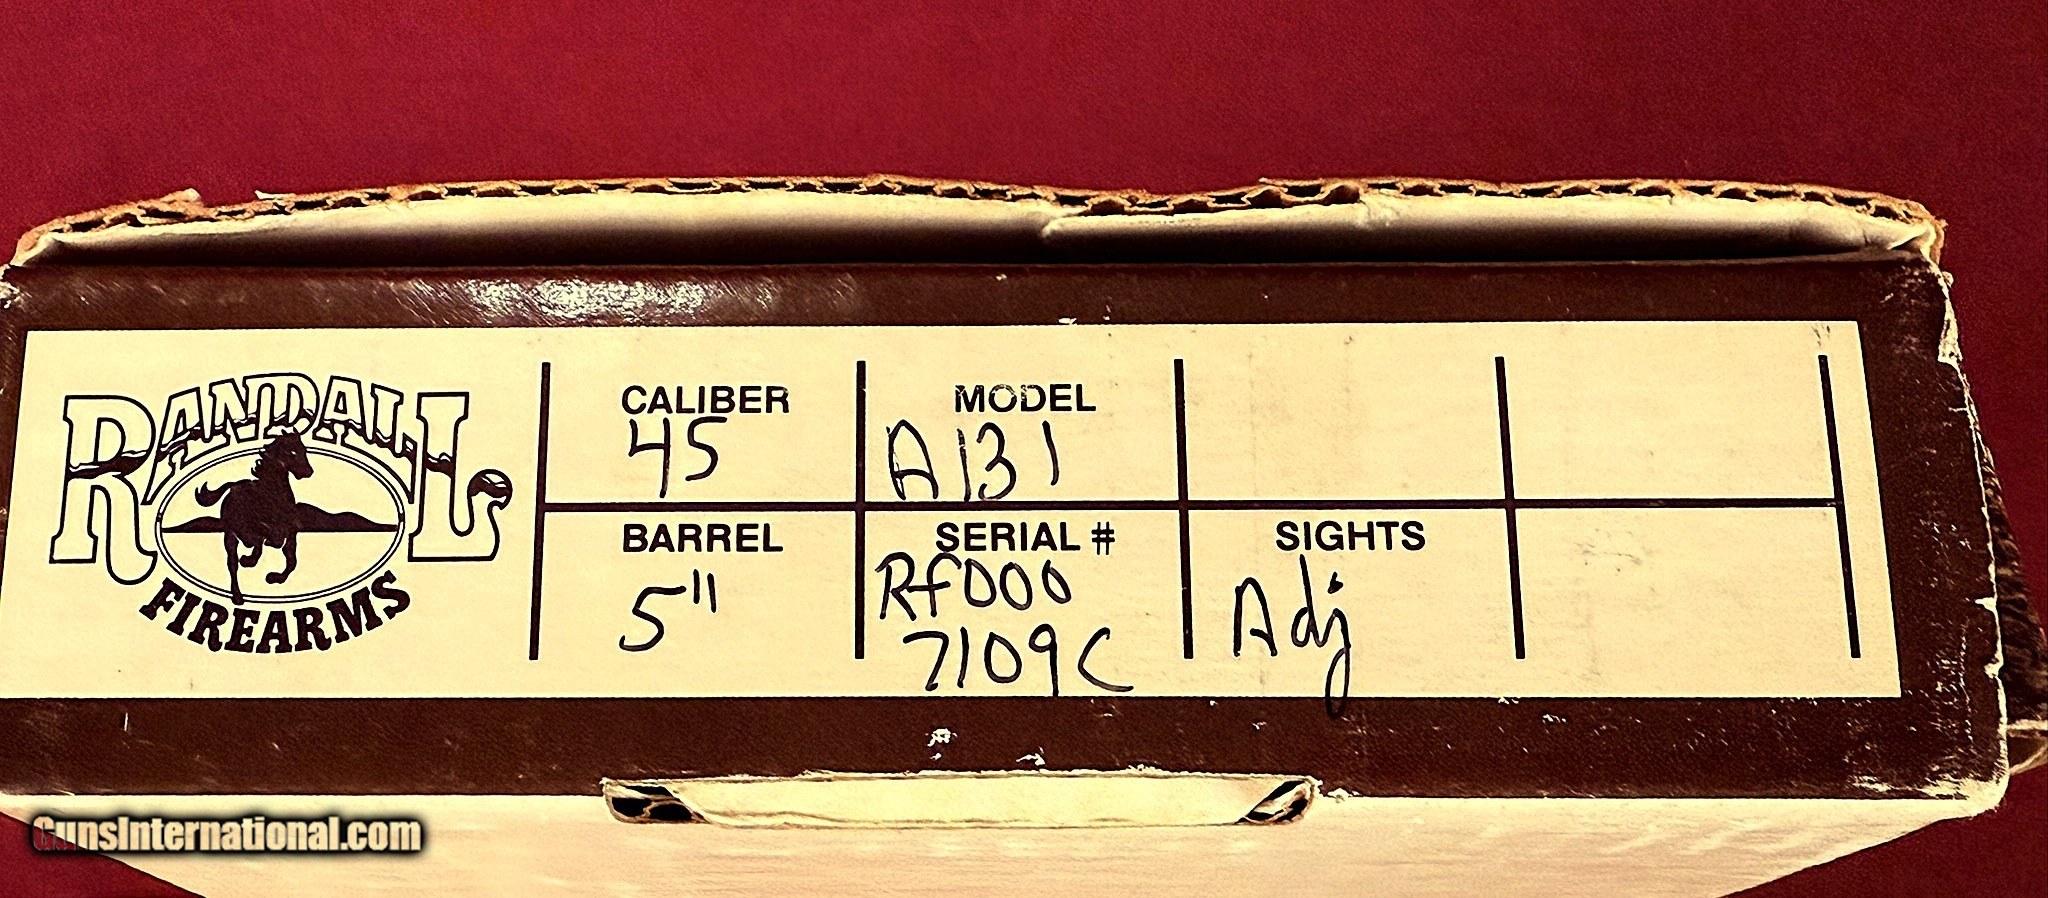 RANDALL
FIREARMS
CALIBER
45
MODEL
A131
BARREL
5"
SERIAL #
Rf000
7109C
SIGHTS
Adj
GunsInternational.com